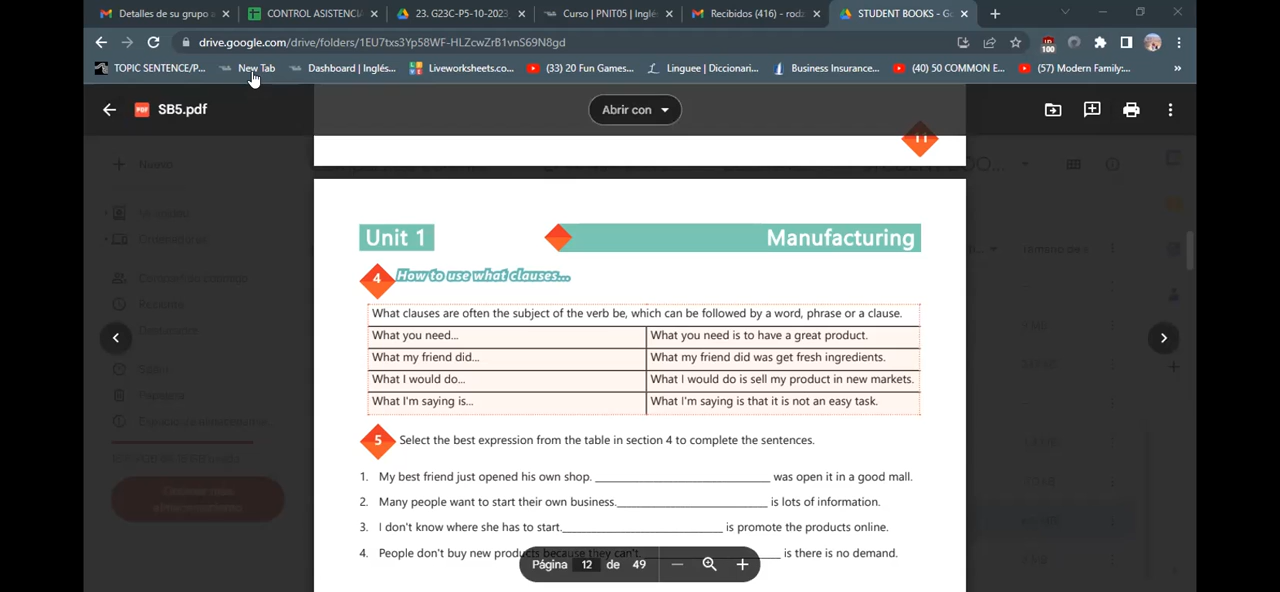 Detalles de su grupo
CONTROL ASISTENCI
23. G23C-P5-10-2023
Curso | PNIT05 | Inglé
Recibidos (416) - rod
STUDENT BOOKS - G
drive.google.com/drive/folders/1EU7txs3Yp58WF-HLZcwZrB1vnS69N8gd
100
TOPIC SENTENCE/P...
New Tab
Dashboard | Inglés,...
Liveworksheets.co...
(33) 20 Fun Games...
Linguee | Diccionari...
Business Insurance...
(40) 50 COMMON E...
(57) Modern Family:...
»
PDF
SB5.pdf
Abrir con
11
Nuevo
Unit 1
Manufacturing
4
How to use what clauses...
What clauses are often the subject of the verb be, which can be followed by a word, phrase or a clause.
What you need...
What you need is to have a great product.
What my friend did...
What my friend did was get fresh ingredients.
What I would do...
What I would do is sell my product in new markets.
What I'm saying is...
What I'm saying is that it is not an easy task.
5
Select the best expression from the table in section 4 to complete the sentences.
1. My best friend just opened his own shop. ______________________ was open it in a good mall.
2. Many people want to start their own business.______________________ is lots of information.
3. I don't know where she has to start.______________________ is promote the products online.
4. People don't buy new products because they can't. ______________________ is there is no demand.
Página 12 de 49